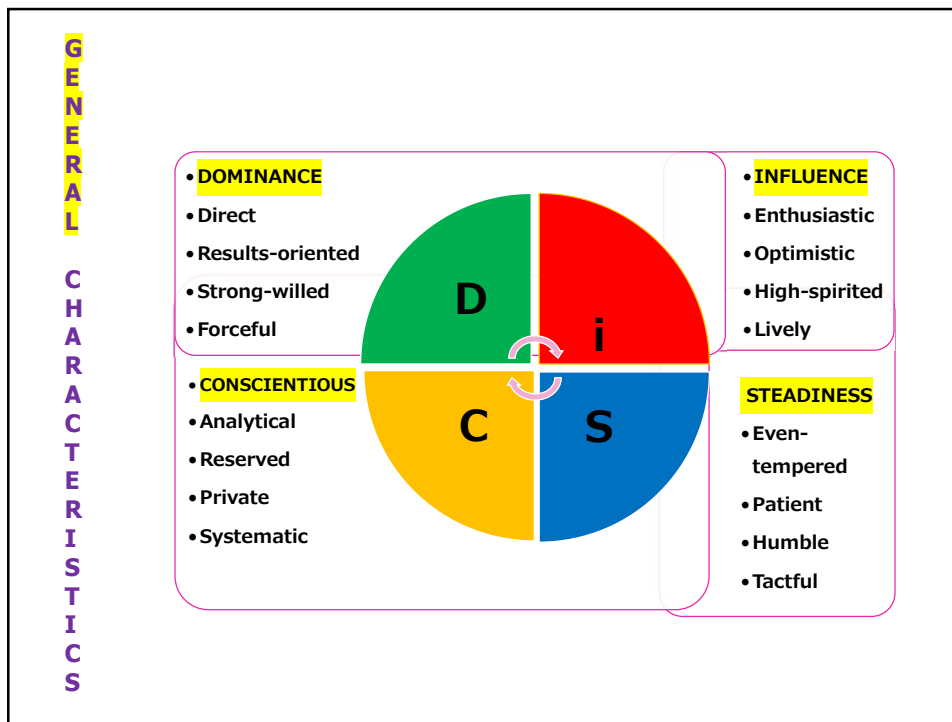 GENERAL CHARACTERISTICS
• DOMINANCE
• Direct
• Results-oriented
• Strong-willed
• Forceful
• INFLUENCE
• Enthusiastic
• Optimistic
• High-spirited
• Lively
D
i
C
S
• CONSCIENTIOUS
• Analytical
• Reserved
• Private
• Systematic
STEADINESS
• Even-
tempered
• Patient
• Humble
• Tactful